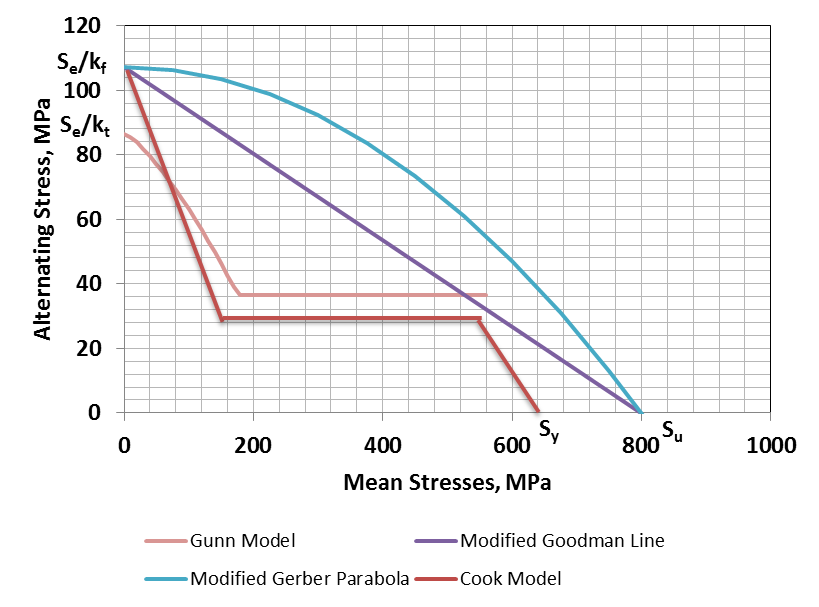 120
Se/kf
100
Se/kt
80
60
40
20
0
Alternating Stress, MPa
0 200 400 600 Sy 800 Su 1000
Mean Stresses, MPa
Gunn Model Modified Goodman Line
Modified Gerber Parabola Cook Model